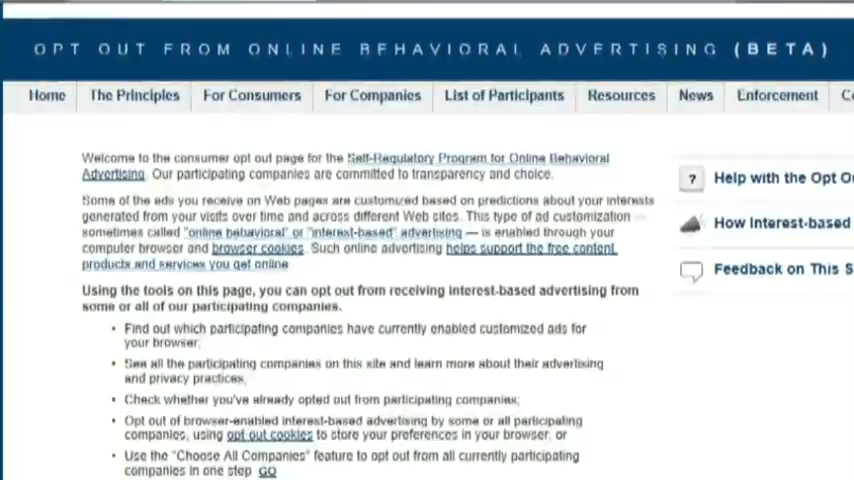 OPT OUT FROM ONLINE BEHAVIORAL ADVERTISING (BETA)
Home The Principles For Consumers For Companies List of Participants Resources News Enforcement C
Welcome to the consumer opt out page for the Self-Regulatory Program for Online Behavioral
Advertising. Our participating companies are committed to transparency and choice.
Some of the ads you receive on Web pages are customized based on predictions about your interests
generated from your visits over time and across different Web sites. This type of ad customization —
sometimes called "online behavioral" or "interest-based" advertising — is enabled through your
computer browser and browser cookies. Such online advertising helps support the free content,
products and services you get online
Using the tools on this page, you can opt out from receiving interest-based advertising from
some or all of our participating companies.
• Find out which participating companies have currently enabled customized ads for
your browser;
• See all the participating companies on this site and learn more about their advertising
and privacy practices;
• Check whether you've already opted out from participating companies;
• Opt out of browser-enabled interest-based advertising by some or all participating
companies, using opt out cookies to store your preferences in your browser; or
• Use the "Choose All Companies" feature to opt out from all currently participating
companies in one step GO
? Help with the Opt O
How Interest-based
Feedback on This S